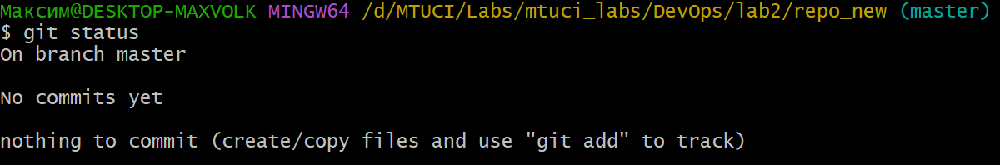 Максим@DESKTOP-MAXVOLK MINGW64 /d/MTUCI/Labs/mtuci_labs/DevOps/lab2/repo_new (master)
$ git status
On branch master
No commits yet
nothing to commit (create/copy files and use "git add" to track)